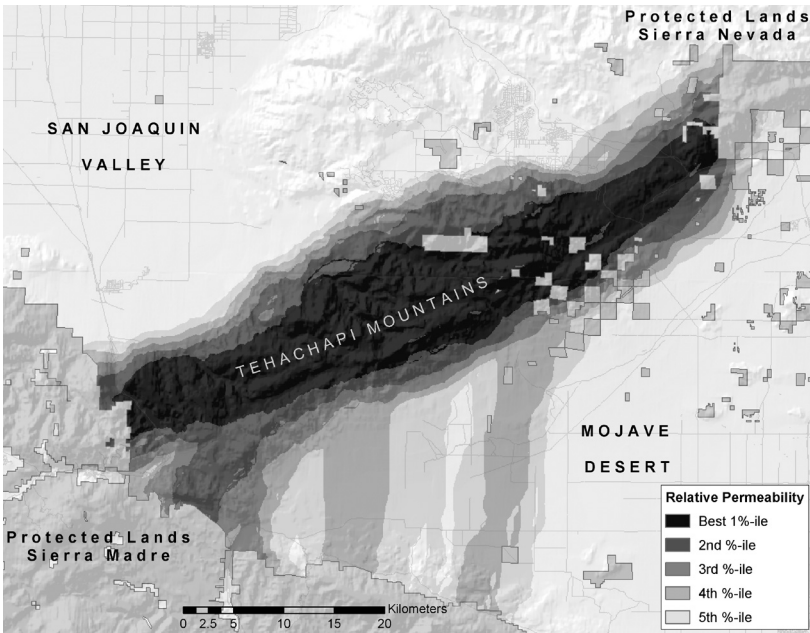 Protected Lands
Sierra Nevada
SAN JOAQUIN
VALLEY
TEHACHAPI MOUNTAINS
MOJAVE
DESERT
Protected Lands
Sierra Madre
Kilometers
0 2.5 5 10 15 20
Relative Permeability
Best 1%-ile
2nd %-ile
3rd %-ile
4th %-ile
5th %-ile